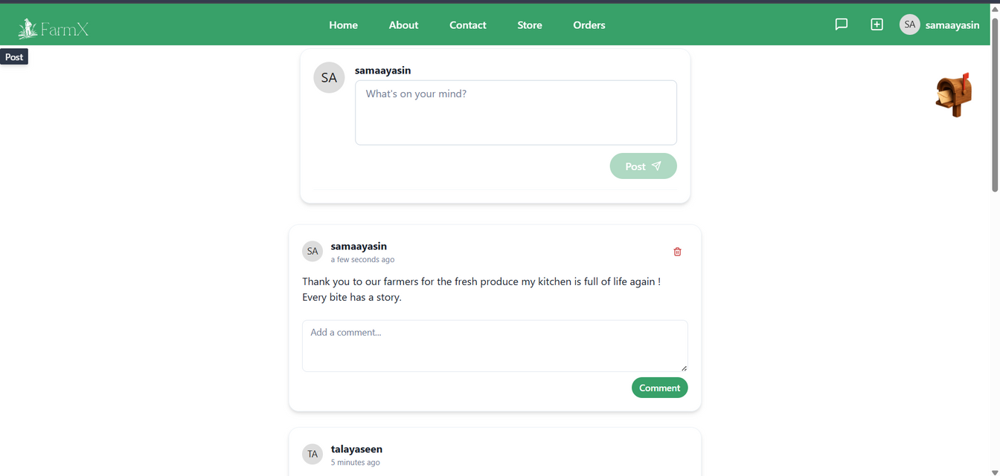 FarmX
Home
About
Contact
Store
Orders
SA
samaayasin
Post
SA
samaayasin
What's on your mind?
Post
SA
samaayasin
a few seconds ago
Thank you to our farmers for the fresh produce my kitchen is full of life again !
Every bite has a story.
Add a comment...
Comment
TA
talayaseen
5 minutes ago